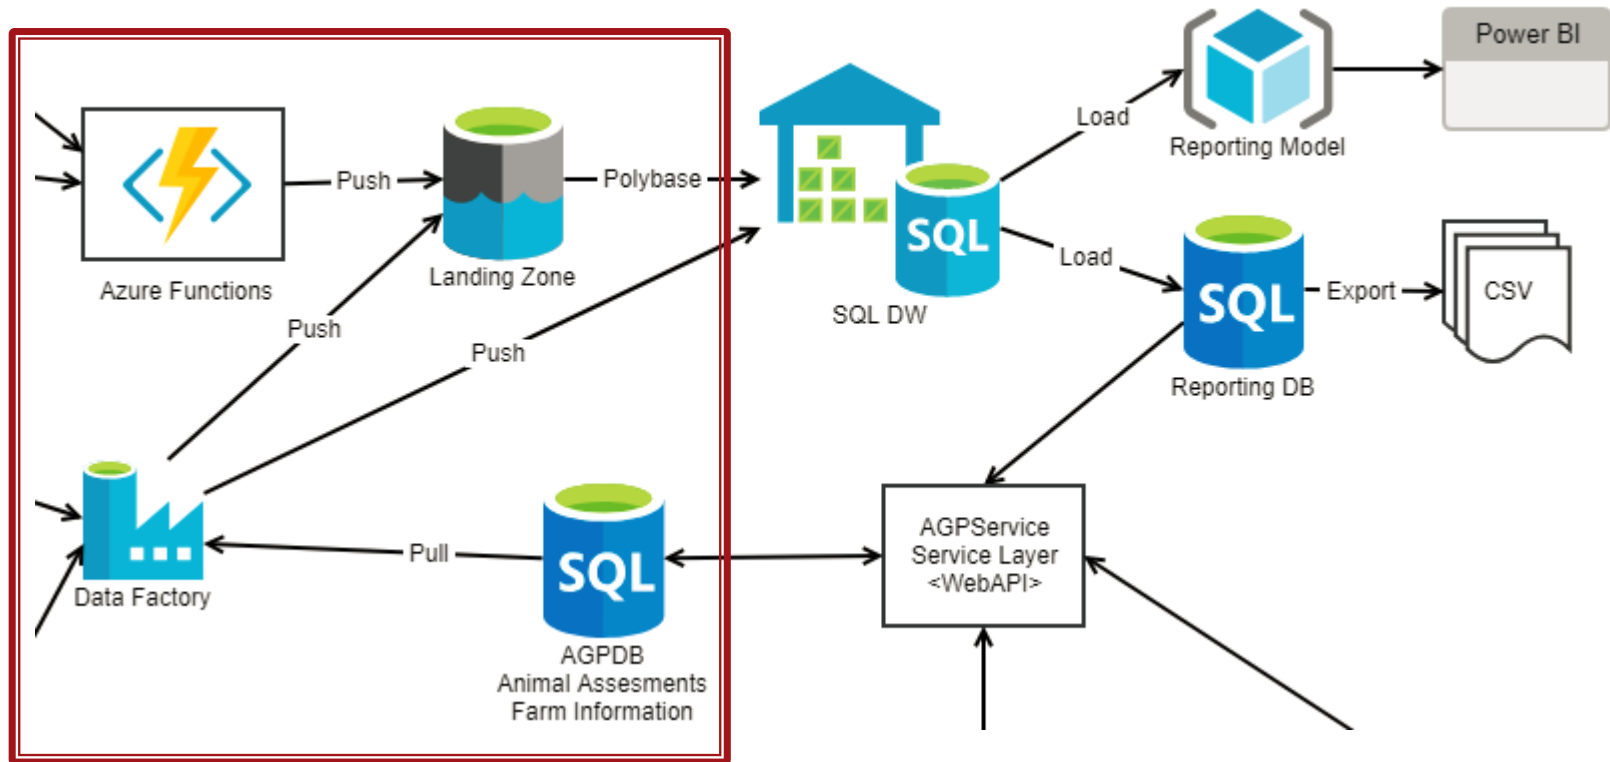 Power BI
Load
Reporting Model
Push
Polybase
Azure Functions
Landing Zone
SQL
SQL DW
Load
SQL
Export
CSV
Reporting DB
Push
Push
AGPService
Service Layer
<WebAPI>
Pull
SQL
Data Factory
AGPDB
Animal Assesments
Farm Information